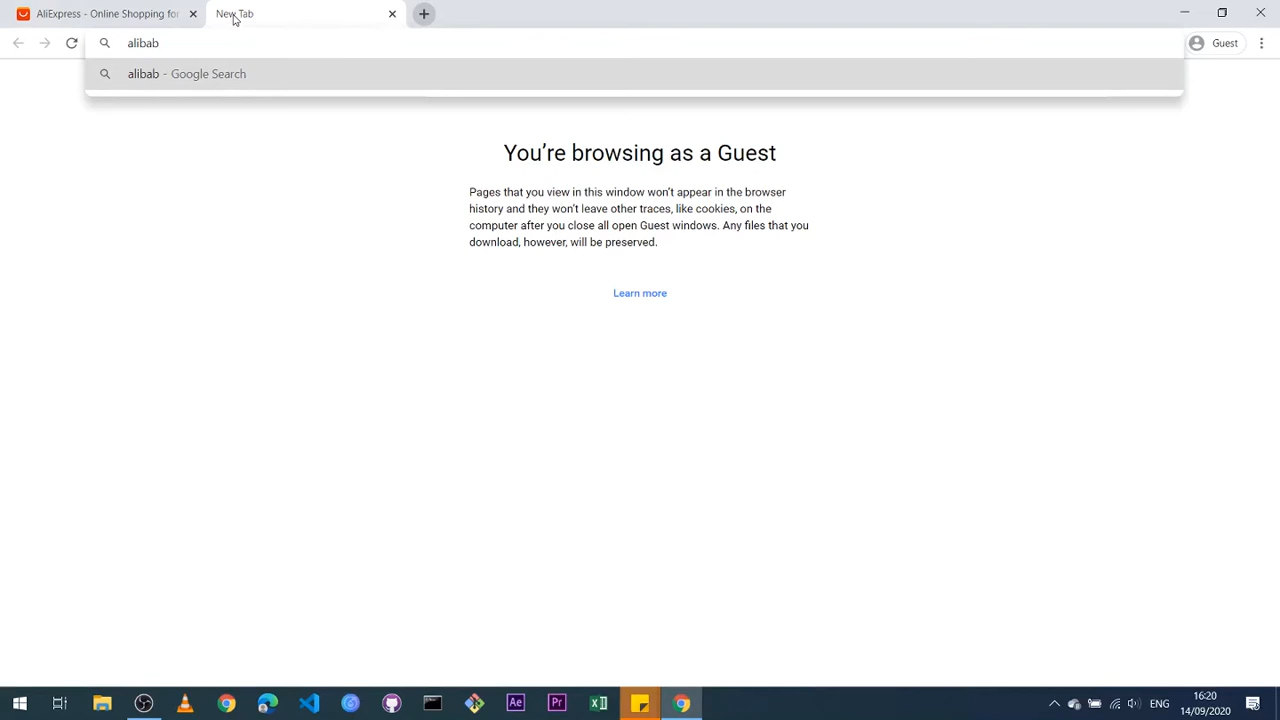 AliExpress - Online Shopping for
New Tab
alibab
Guest
alibab - Google Search
You're browsing as a Guest
Pages that you view in this window won't appear in the browser
history and they won't leave other traces, like cookies, on the
computer after you close all open Guest windows. Any files that you
download, however, will be preserved.
Learn more
Ae
Pr
ENG
16:20
14/09/2020